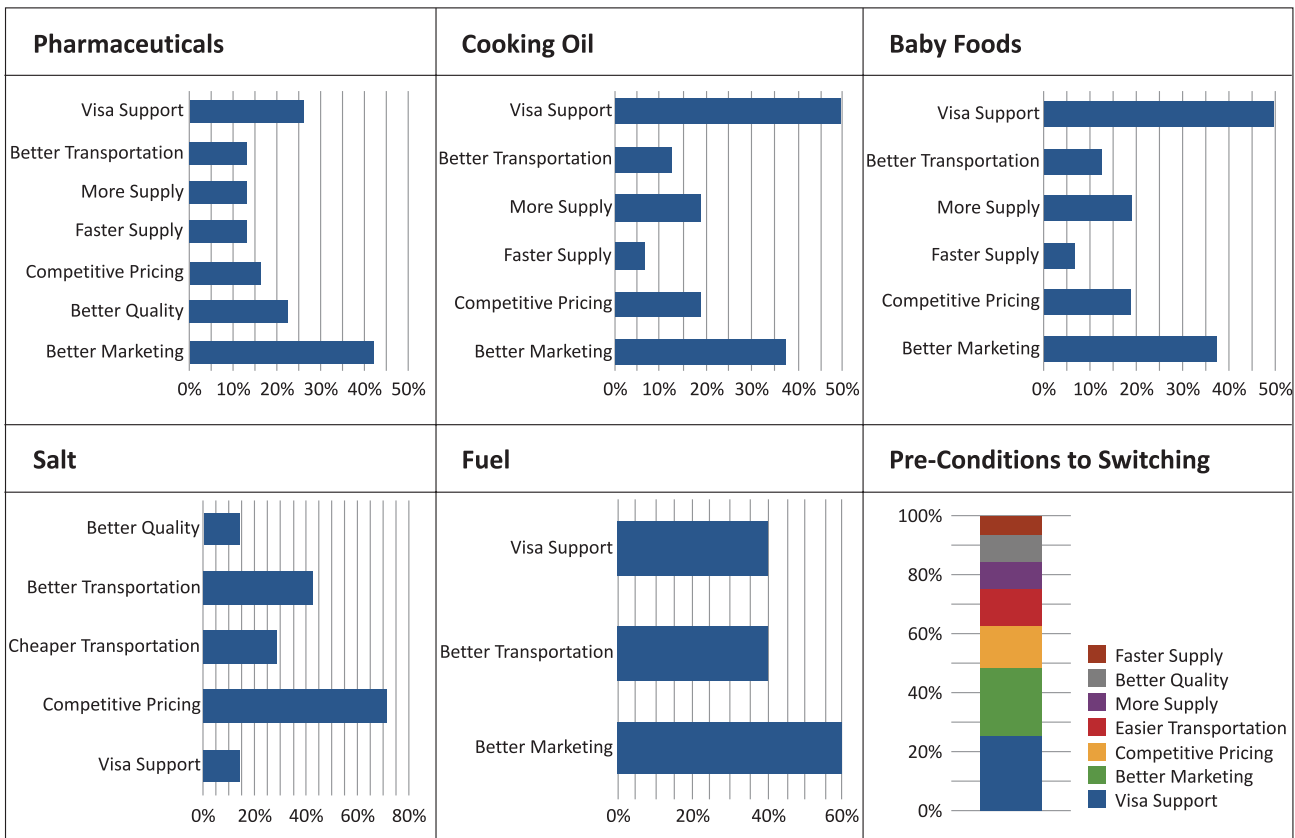 Pharmaceuticals
Visa Support
Better Transportation
More Supply
Faster Supply
Competitive Pricing
Better Quality
Better Marketing
0% 10% 20% 30% 40% 50%
Cooking Oil
Visa Support
Better Transportation
More Supply
Faster Supply
Competitive Pricing
Better Marketing
0% 10% 20% 30% 40% 50%
Baby Foods
Visa Support
Better Transportation
More Supply
Faster Supply
Competitive Pricing
Better Marketing
0% 10% 20% 30% 40% 50%
Salt
Better Quality
Better Transportation
Cheaper Transportation
Competitive Pricing
Visa Support
0% 20% 40% 60% 80%
Fuel
Visa Support
Better Transportation
Better Marketing
0% 20% 40% 60%
Pre-Conditions to Switching
100%
80%
60%
40%
20%
0%
Faster Supply
Better Quality
More Supply
Easier Transportation
Competitive Pricing
Better Marketing
Visa Support